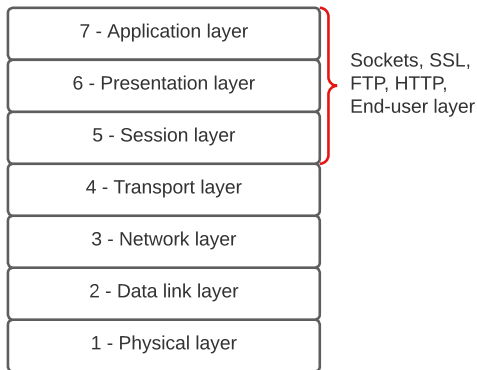 7 - Application layer
6 - Presentation layer
5 - Session layer
4 - Transport layer
3 - Network layer
2 - Data link layer
1 - Physical layer
Sockets, SSL,
FTP, HTTP,
End-user layer